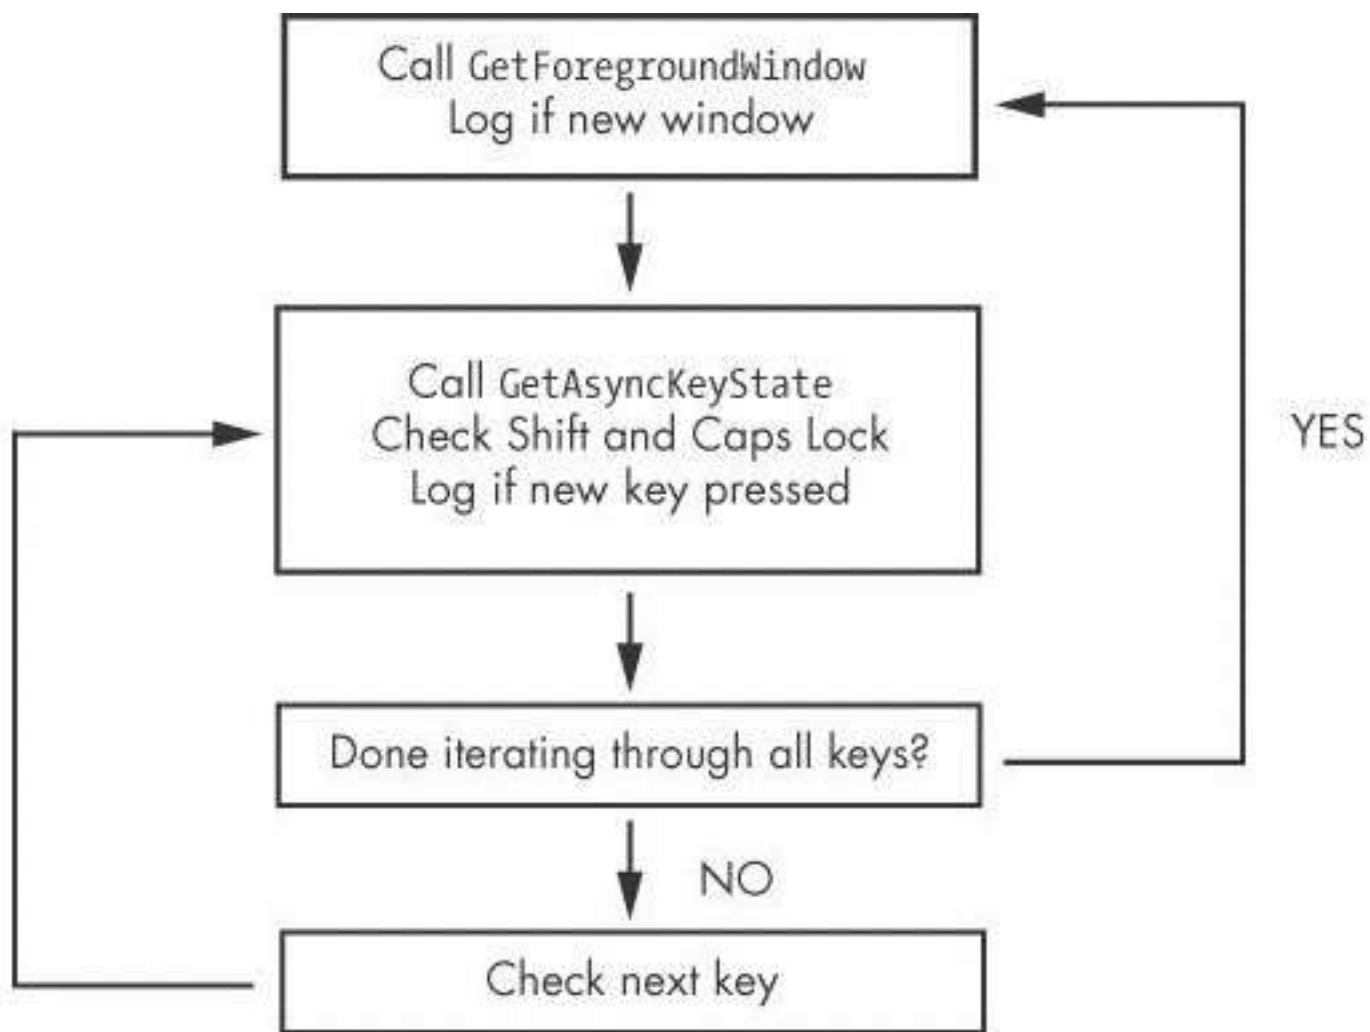 Call GetForegroundWindow
Log if new window
Call GetAsyncKeyState
Check Shift and Caps Lock
Log if new key pressed
YES
Done iterating through all keys?
NO
Check next key